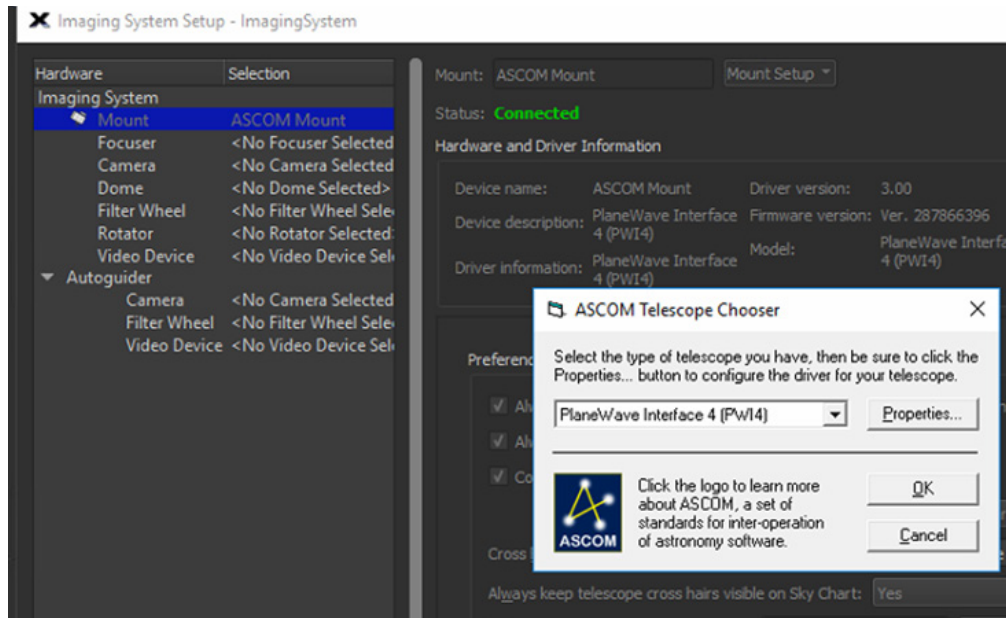 Imaging System Setup - ImagingSystem
Hardware Selection
Imaging System
Mount ASCOM Mount
Focuser <No Focuser Selected
Camera <No Camera Selected
Dome <No Dome Selected>
Filter Wheel <No Filter Wheel Sele
Rotator <No Rotator Selected
Video Device <No Video Device Sel
Autoguider
Camera <No Camera Selected
Filter Wheel <No Filter Wheel Sele
Video Device <No Video Device Sel
Mount: ASCOM Mount Mount Setup
Status: Connected
Hardware and Driver Information
Device name: ASCOM Mount Driver version: 3.00
Device description: PlaneWave Interface 4 (PWI4) Firmware version: Ver. 287866396
Driver information: PlaneWave Interface 4 (PWI4) Model: PlaneWave Interfa
4 (PWI4)
Preferenc
Al
Al
Co
Cross
Always keep telescope cross hairs visible on Sky Chart: Yes
ASCOM Telescope Chooser
Select the type of telescope you have, then be sure to click the
Properties... button to configure the driver for your telescope.
PlaneWave Interface 4 (PWI4) Properties...
Click the logo to learn more
about ASCOM, a set of
standards for inter-operation
of astronomy software.
ASCOM
OK
Cancel